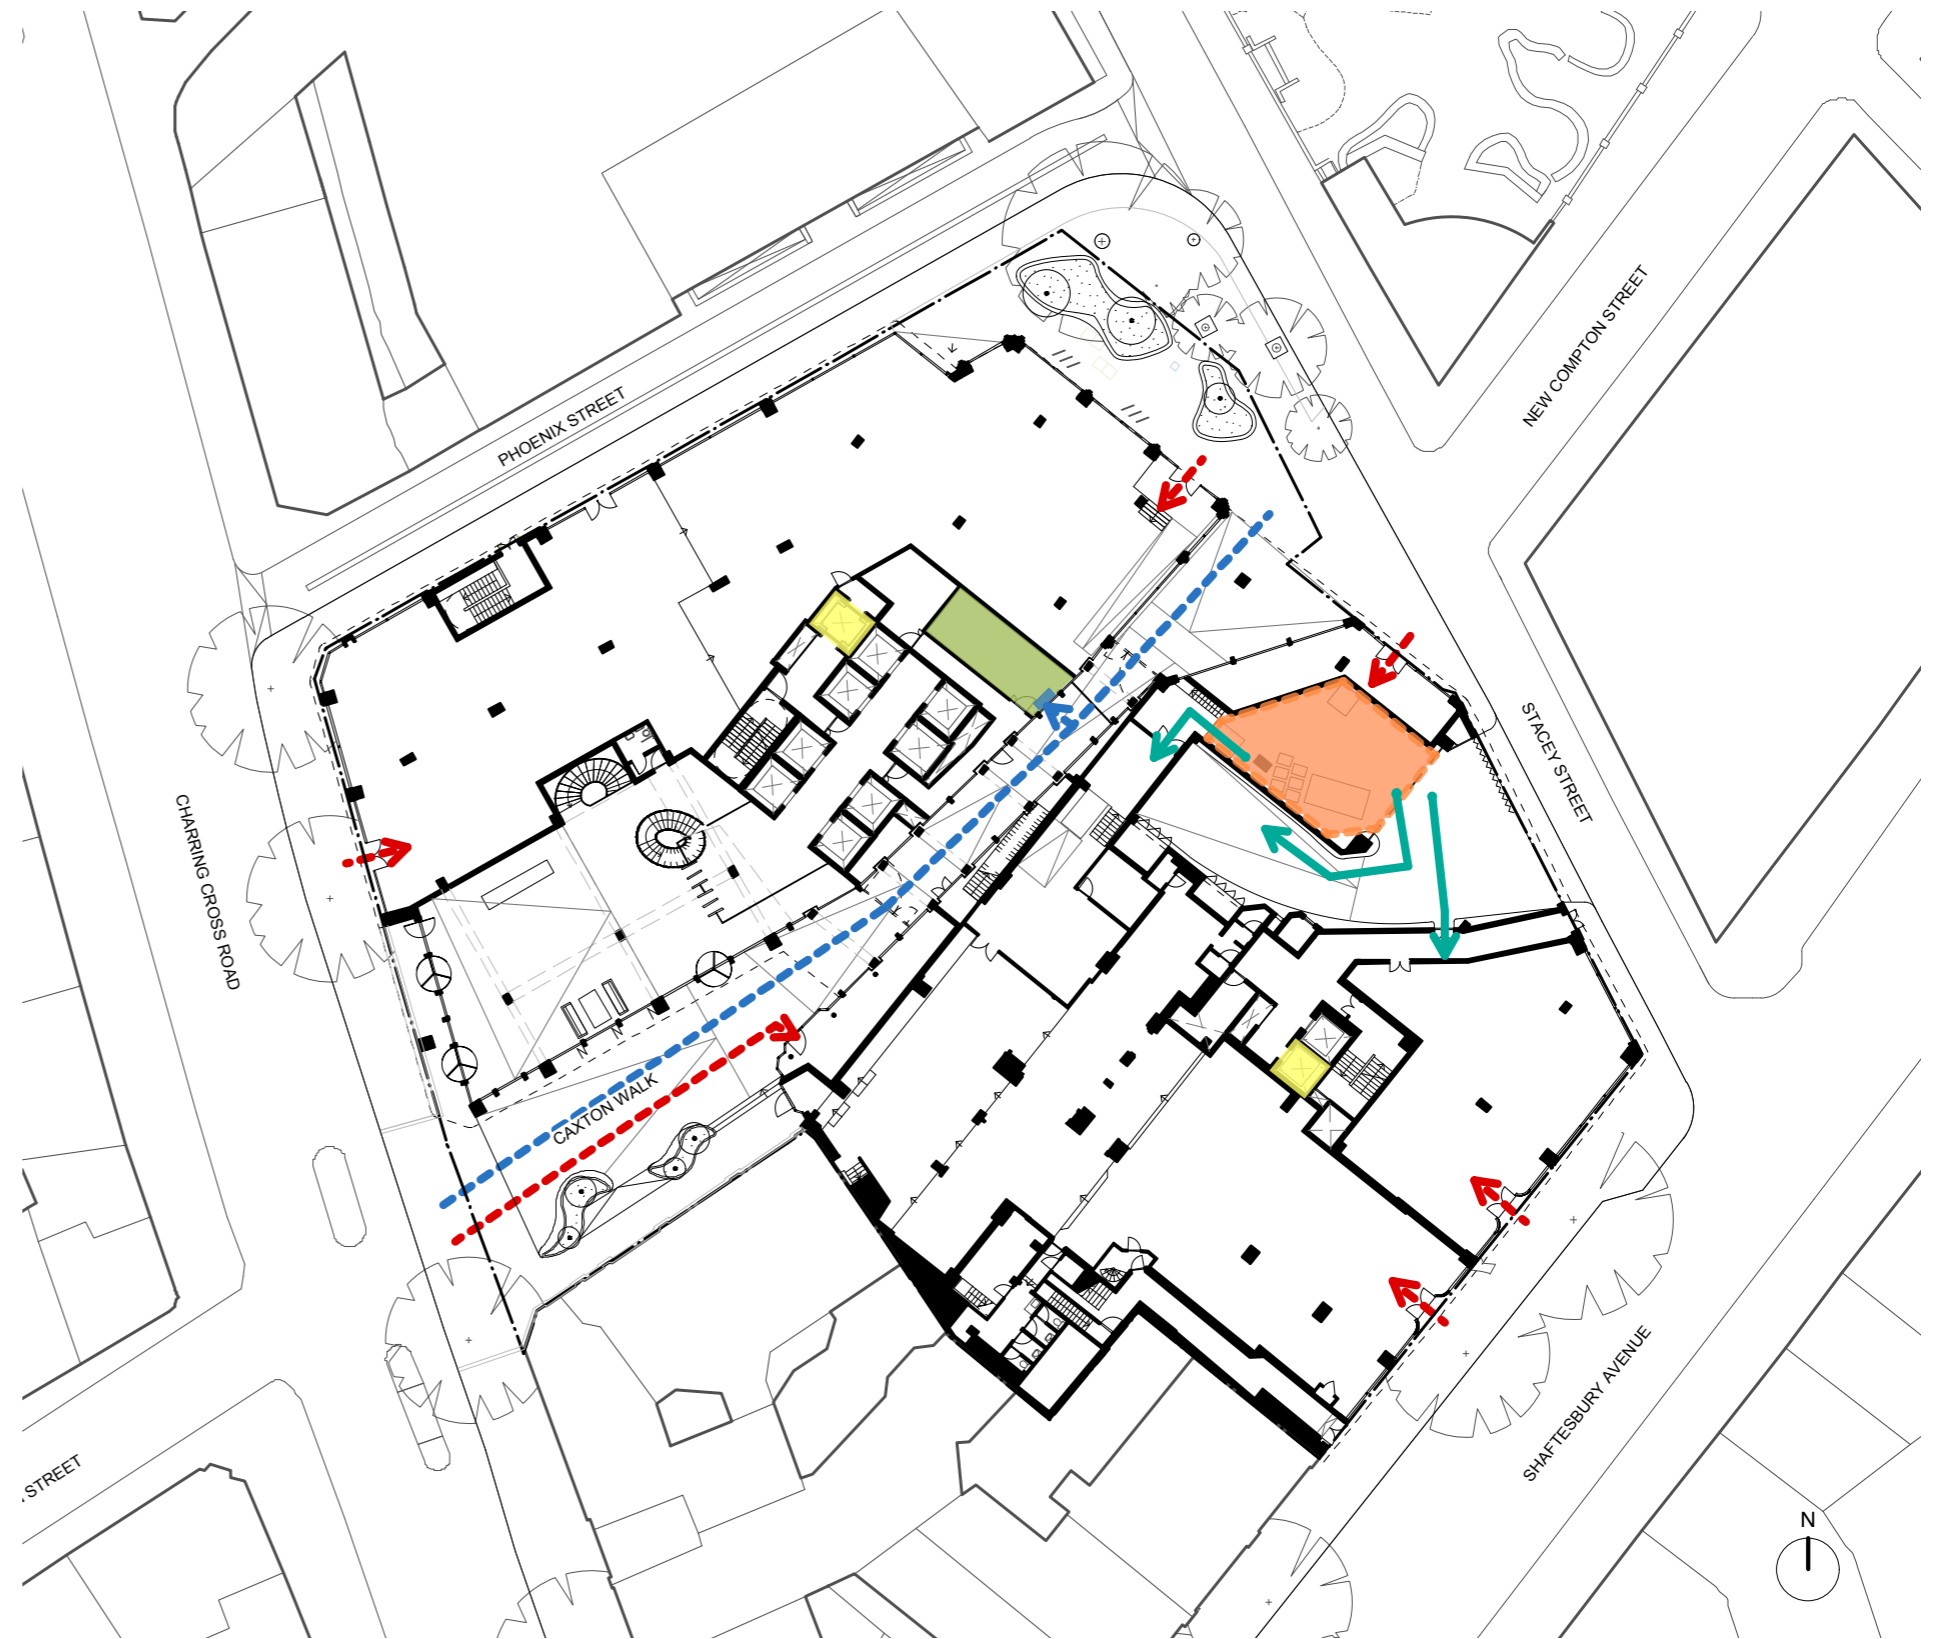 PHOENIX STREET
NEW COMPTON STREET
STACEY STREET
CHARRING CROSS ROAD
CAXTON WALK
SHAFTESBURY AVENUE
STREET
N